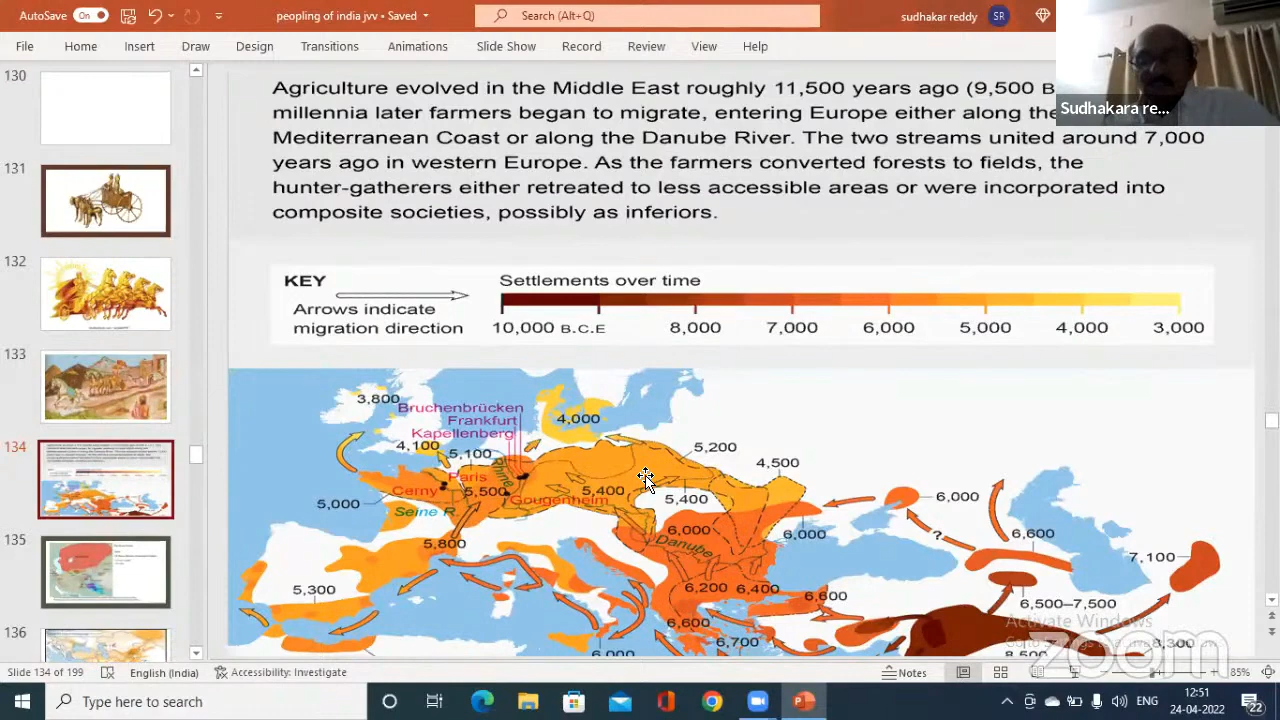 AutoSave On peopling of india jvv • Saved Search (Alt+Q) sudhakar reddy SR
File Home Insert Draw Design Transitions Animations Slide Show Record Review View Help
130
131
132
133
134
135
136
Agriculture evolved in the Middle East roughly 11,500 years ago (9,500 B
millennia later farmers began to migrate, entering Europe either along the
Mediterranean Coast or along the Danube River. The two streams united around 7,000
years ago in western Europe. As the farmers converted forests to fields, the
hunter-gatherers either retreated to less accessible areas or were incorporated into
composite societies, possibly as inferiors.
Sudhakara re...
KEY
Arrows indicate
migration direction
Settlements over time
10,000 B.C.E 8,000 7,000 6,000 5,000 4,000 3,000
3,800
Bruchenbrücken
Frankfurt
Kapellenberg
4,000
4,100
5,100
5,200
4,500
Rhine
Paris
Cerny
5,500
5,400
Gougenheim
5,400
6,000
5,000
Seine R.
6,000
6,000
Danube
?
6,600
5,800
7,100
5,300
6,200 6,400
6,600
6,500–7,500
6,600
6,700
6,000
8,500
8,300
Activate Windows
zoom
Slide 134 of 199 English (India) Accessibility: Investigate Notes 85%
Type here to search
ENG
12:51
24-04-2022
22